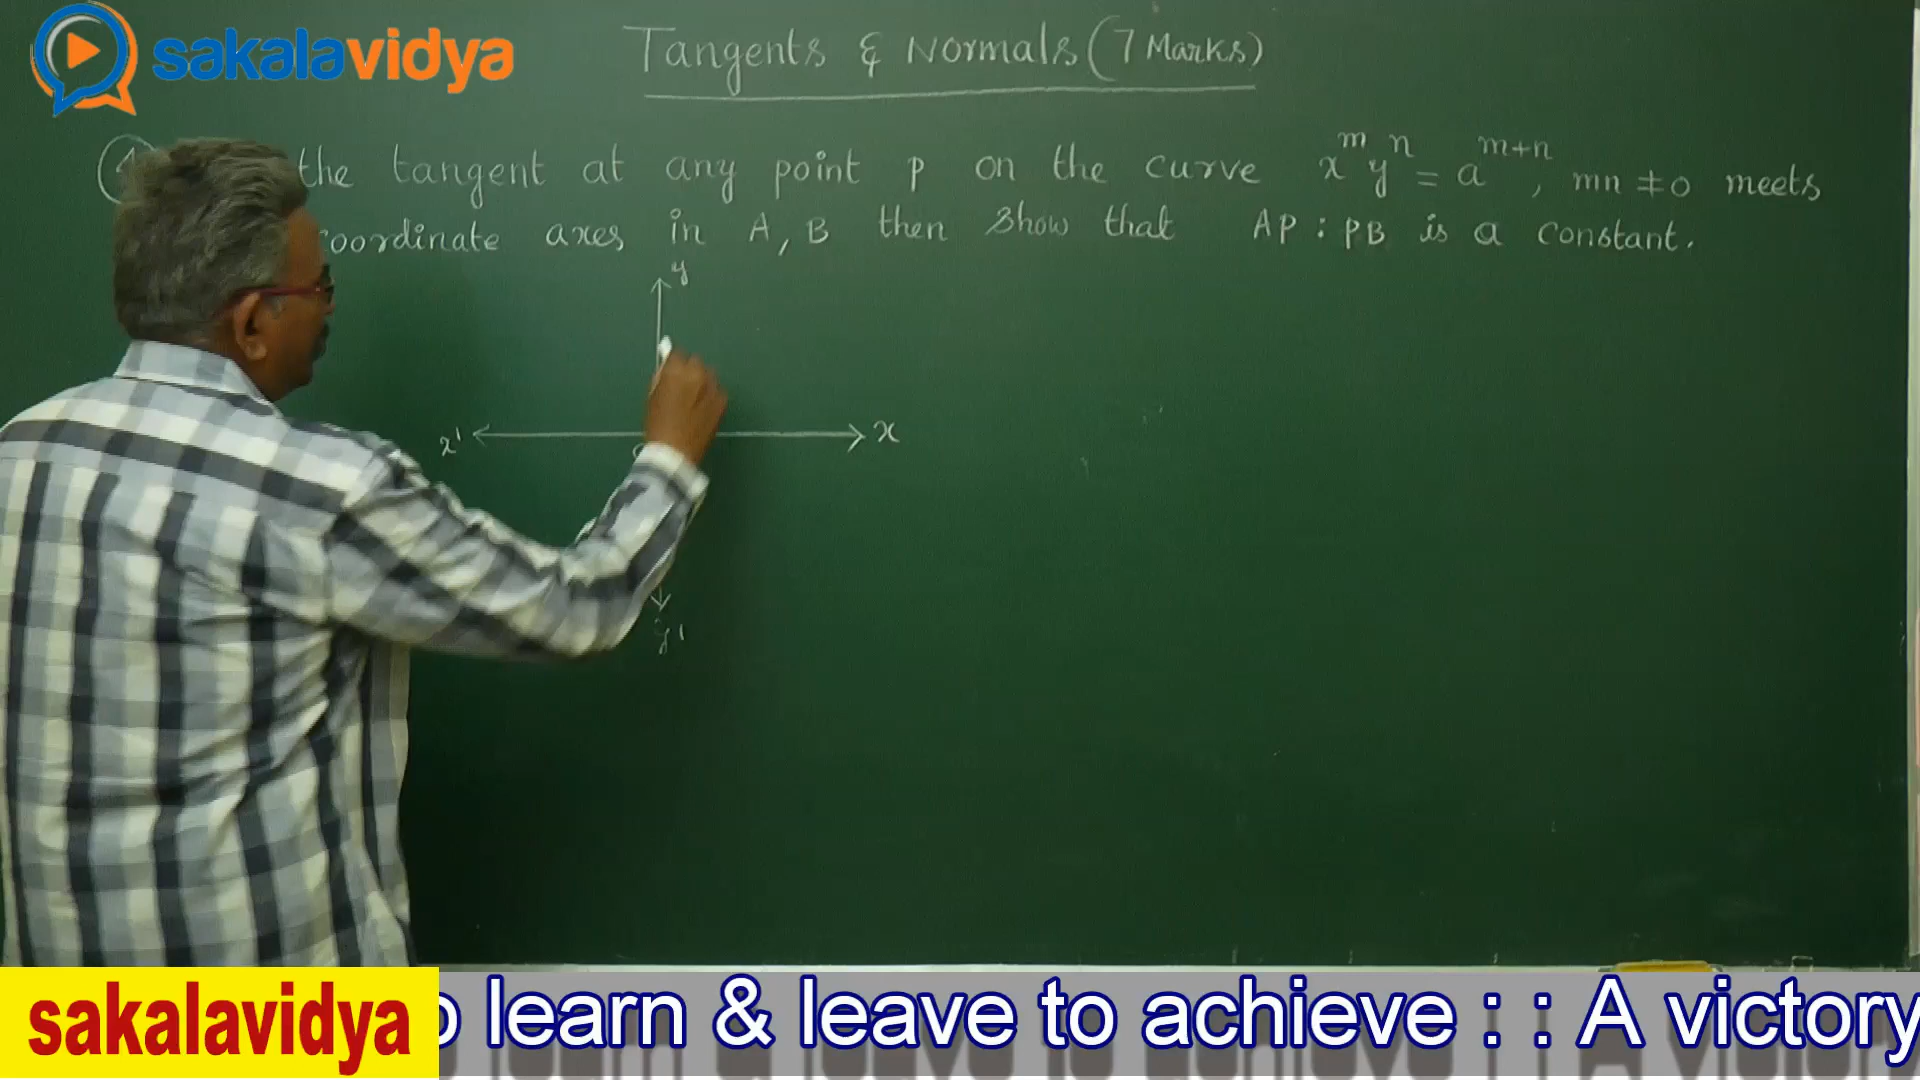 sakalavidya
Tangents & Normals (7 Marks)
the tangent at any point P on the curve x^m y^n = a^{m+n}, mn ≠ 0 meets
coordinate axes in A, B then show that AP : PB is a constant.
y
x' x
y'
sakalavidya
learn & leave to achieve : : A victory